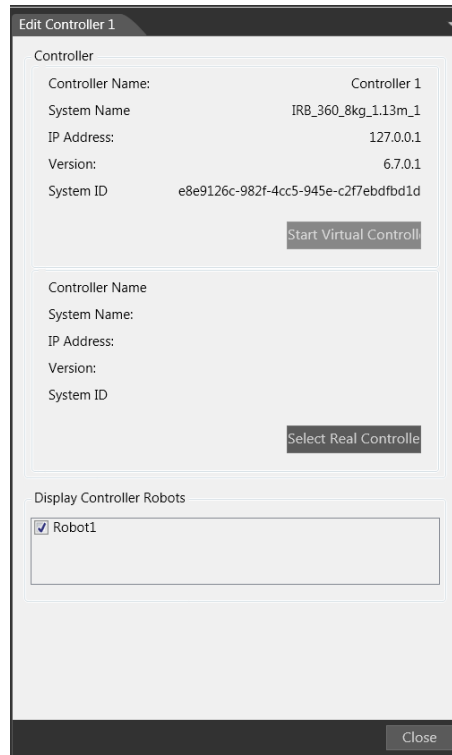 Edit Controller 1
Controller
Controller Name: Controller 1
System Name IRB_360_8kg_1.13m_1
IP Address: 127.0.0.1
Version: 6.7.0.1
System ID e8e9126c-982f-4cc5-945e-c2f7ebdfbd1d
Start Virtual Controll
Controller Name
System Name:
IP Address:
Version:
System ID
Select Real Controlle
Display Controller Robots
Robot1
Close